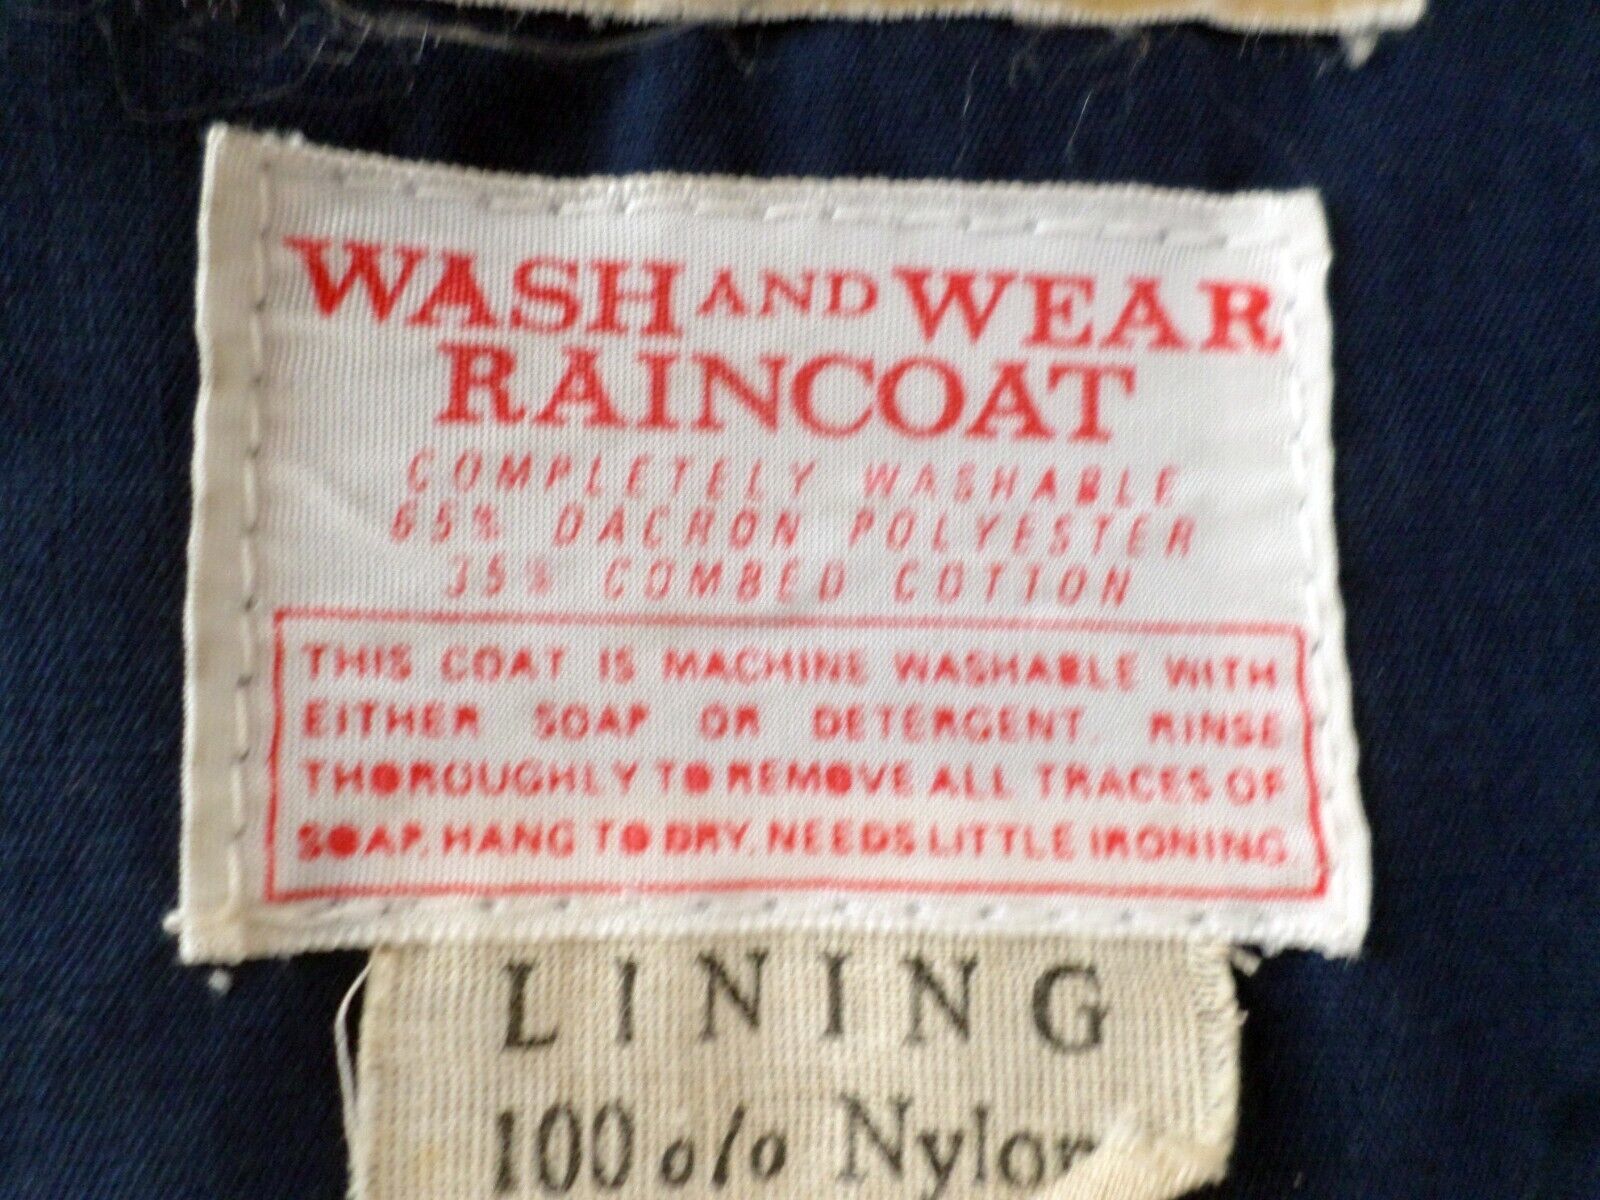 WASH AND WEAR
RAINCOAT
COMPLETELY WASHABLE
65% DACRON POLYESTER
35% COMBED COTTON
THIS COAT IS MACHINE WASHABLE WITH
EITHER SOAP OR DETERGENT. RINSE
THOROUGHLY TO REMOVE ALL TRACES OF
SOAP, HANG TO DRY, NEEDS LITTLE IRONING
LINING
100 o/o Nylon